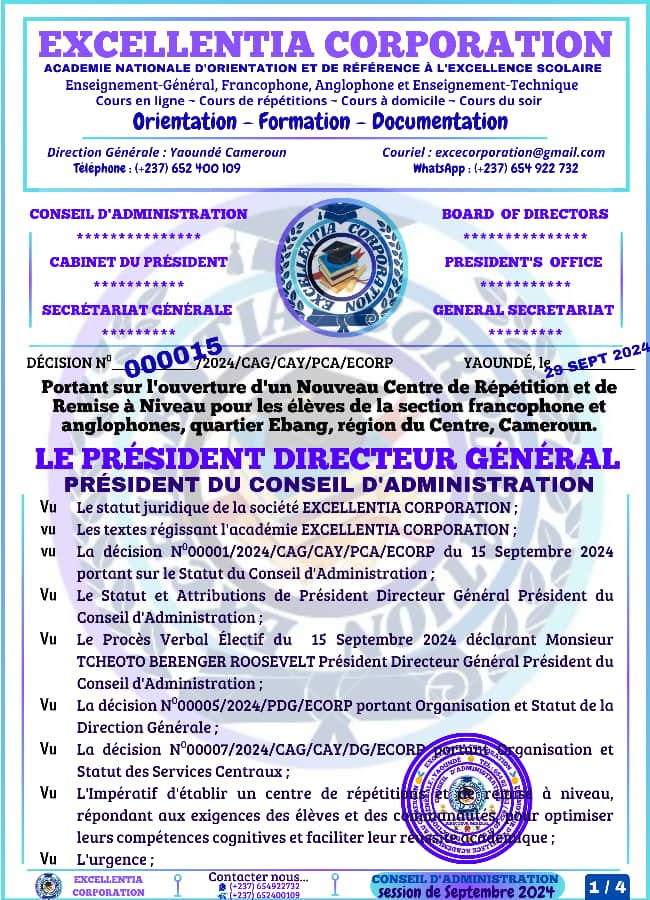 EXCELLENTIA CORPORATION
ACADEMIE NATIONALE D'ORIENTATION ET DE RÉFÉRENCE À L'EXCELLENCE SCOLAIRE
Enseignement-Général, Francophone, Anglophone et Enseignement-Technique
Cours en ligne ~ Cours de répétitions ~ Cours à domicile ~ Cours du soir
Orientation - Formation - Documentation
Direction Générale : Yaoundé Cameroun
Téléphone : (+237) 652 400 109
Couriel : excecorporation@gmail.com
WhatsApp : (+237) 654 922 732
CONSEIL D'ADMINISTRATION
***************
CABINET DU PRÉSIDENT
***********
SECRÉTARIAT GÉNÉRALE
*********
EXCELLENTIA CORPORATION
BOARD OF DIRECTORS
***************
PRESIDENT'S OFFICE
***********
GENERAL SECRETARIAT
*********
DÉCISION N⁰ 000015 /2024/CAG/CAY/PCA/ECORP YAOUNDÉ, le 29 SEPT 2024
Portant sur l'ouverture d'un Nouveau Centre de Répétition et de
Remise à Niveau pour les élèves de la section francophone et
anglophones, quartier Ebang, région du Centre, Cameroun.
LE PRÉSIDENT DIRECTEUR GÉNÉRAL
PRÉSIDENT DU CONSEIL D'ADMINISTRATION
Vu Le statut juridique de la société EXCELLENTIA CORPORATION ;
Vu Les textes régissant l'académie EXCELLENTIA CORPORATION ;
vu La décision N⁰00001/2024/CAG/CAY/PCA/ECORP du 15 Septembre 2024
portant sur le Statut du Conseil d'Administration ;
Vu Le Statut et Attributions de Président Directeur Général Président du
Conseil d'Administration ;
Vu Le Procès Verbal Électif du 15 Septembre 2024 déclarant Monsieur
TCHEOTO BERENGER ROOSEVELT Président Directeur Général Président du
Conseil d'Administration ;
Vu La décision N⁰00005/2024/PDG/ECORP portant Organisation et Statut de la
Direction Générale ;
Vu La décision N⁰00007/2024/CAG/CAY/DG/ECORP portant Organisation et
Statut des Services Centraux ;
Vu L'Impératif d'établir un centre de répétitions et de remise à niveau,
répondant aux exigences des élèves et des communautés, pour optimiser
leurs compétences cognitives et faciliter leur réussite académique ;
Vu L'urgence ;
EXCELLENTIA
CORPORATION
Contacter nous...
(+237) 654922732
(+237) 652400109
CONSEIL D'ADMINISTRATION
session de Septembre 2024
1 / 4